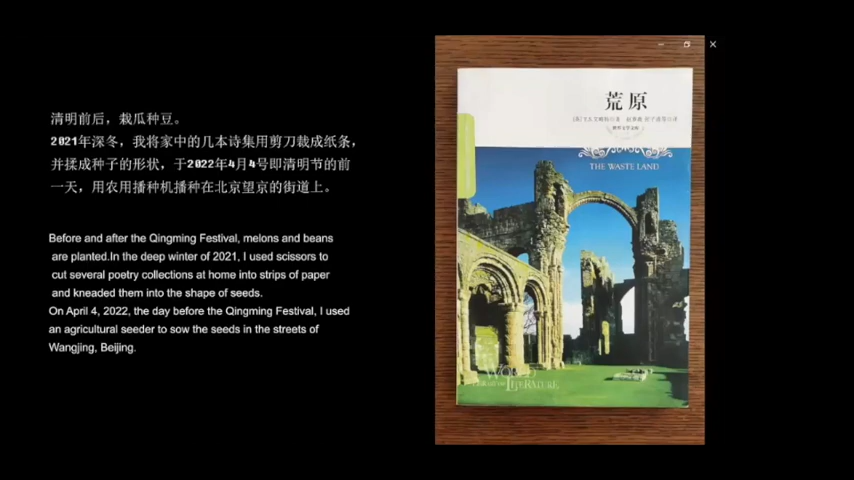 清明前后，栽瓜种豆。
2021年深冬，我将家中的几本诗集用剪刀裁成纸条，
并揉成种子的形状，于2022年4月4号即清明节的前
一天，用农用播种机播种在北京望京的街道上。
Before and after the Qingming Festival, melons and beans
are planted.In the deep winter of 2021, I used scissors to
cut several poetry collections at home into strips of paper
and kneaded them into the shape of seeds.
On April 4, 2022, the day before the Qingming Festival, I used
an agricultural seeder to sow the seeds in the streets of
Wangjing, Beijing.
荒原
THE WASTE LAND
WORLD
LITERATURE